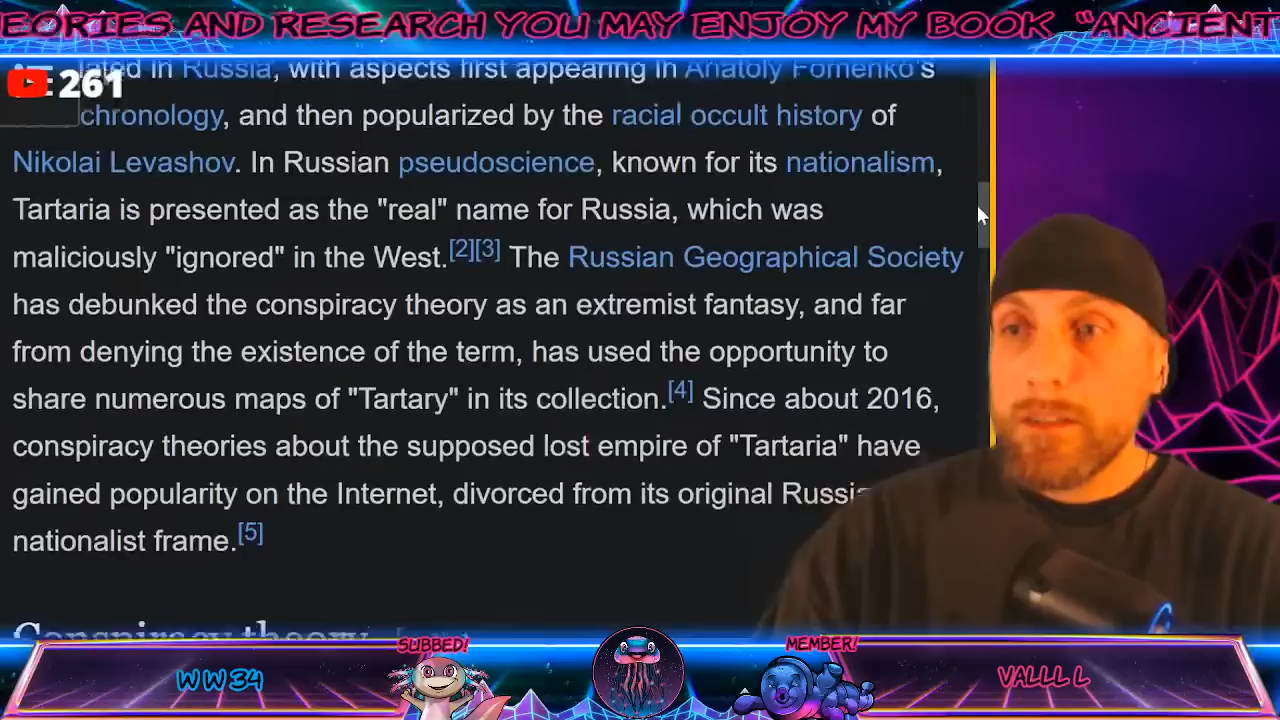 EORIES AND RESEARCH YOU MAY ENJOY MY BOOK "ANCIENT
261
in Russia, with aspects first appearing in Anatoly Fomenko's
chronology, and then popularized by the racial occult history of
Nikolai Levashov. In Russian pseudoscience, known for its nationalism,
Tartaria is presented as the "real" name for Russia, which was
maliciously "ignored" in the West.[2][3] The Russian Geographical Society
has debunked the conspiracy theory as an extremist fantasy, and far
from denying the existence of the term, has used the opportunity to
share numerous maps of "Tartary" in its collection.[4] Since about 2016,
conspiracy theories about the supposed lost empire of "Tartaria" have
gained popularity on the Internet, divorced from its original Russia
nationalist frame.[5]
Conspiracy theory
SUBBED!
MEMBER!
W W 34
VALLL L